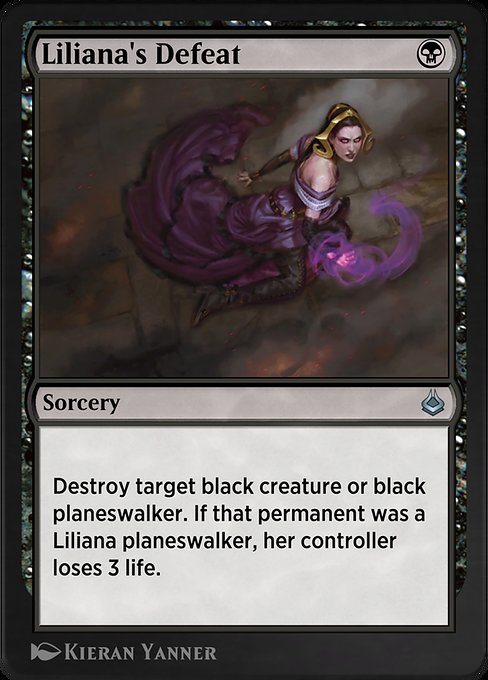 Liliana's Defeat
Sorcery
Destroy target black creature or black
planeswalker. If that permanent was a
Liliana planeswalker, her controller
loses 3 life.
Kieran Yanner